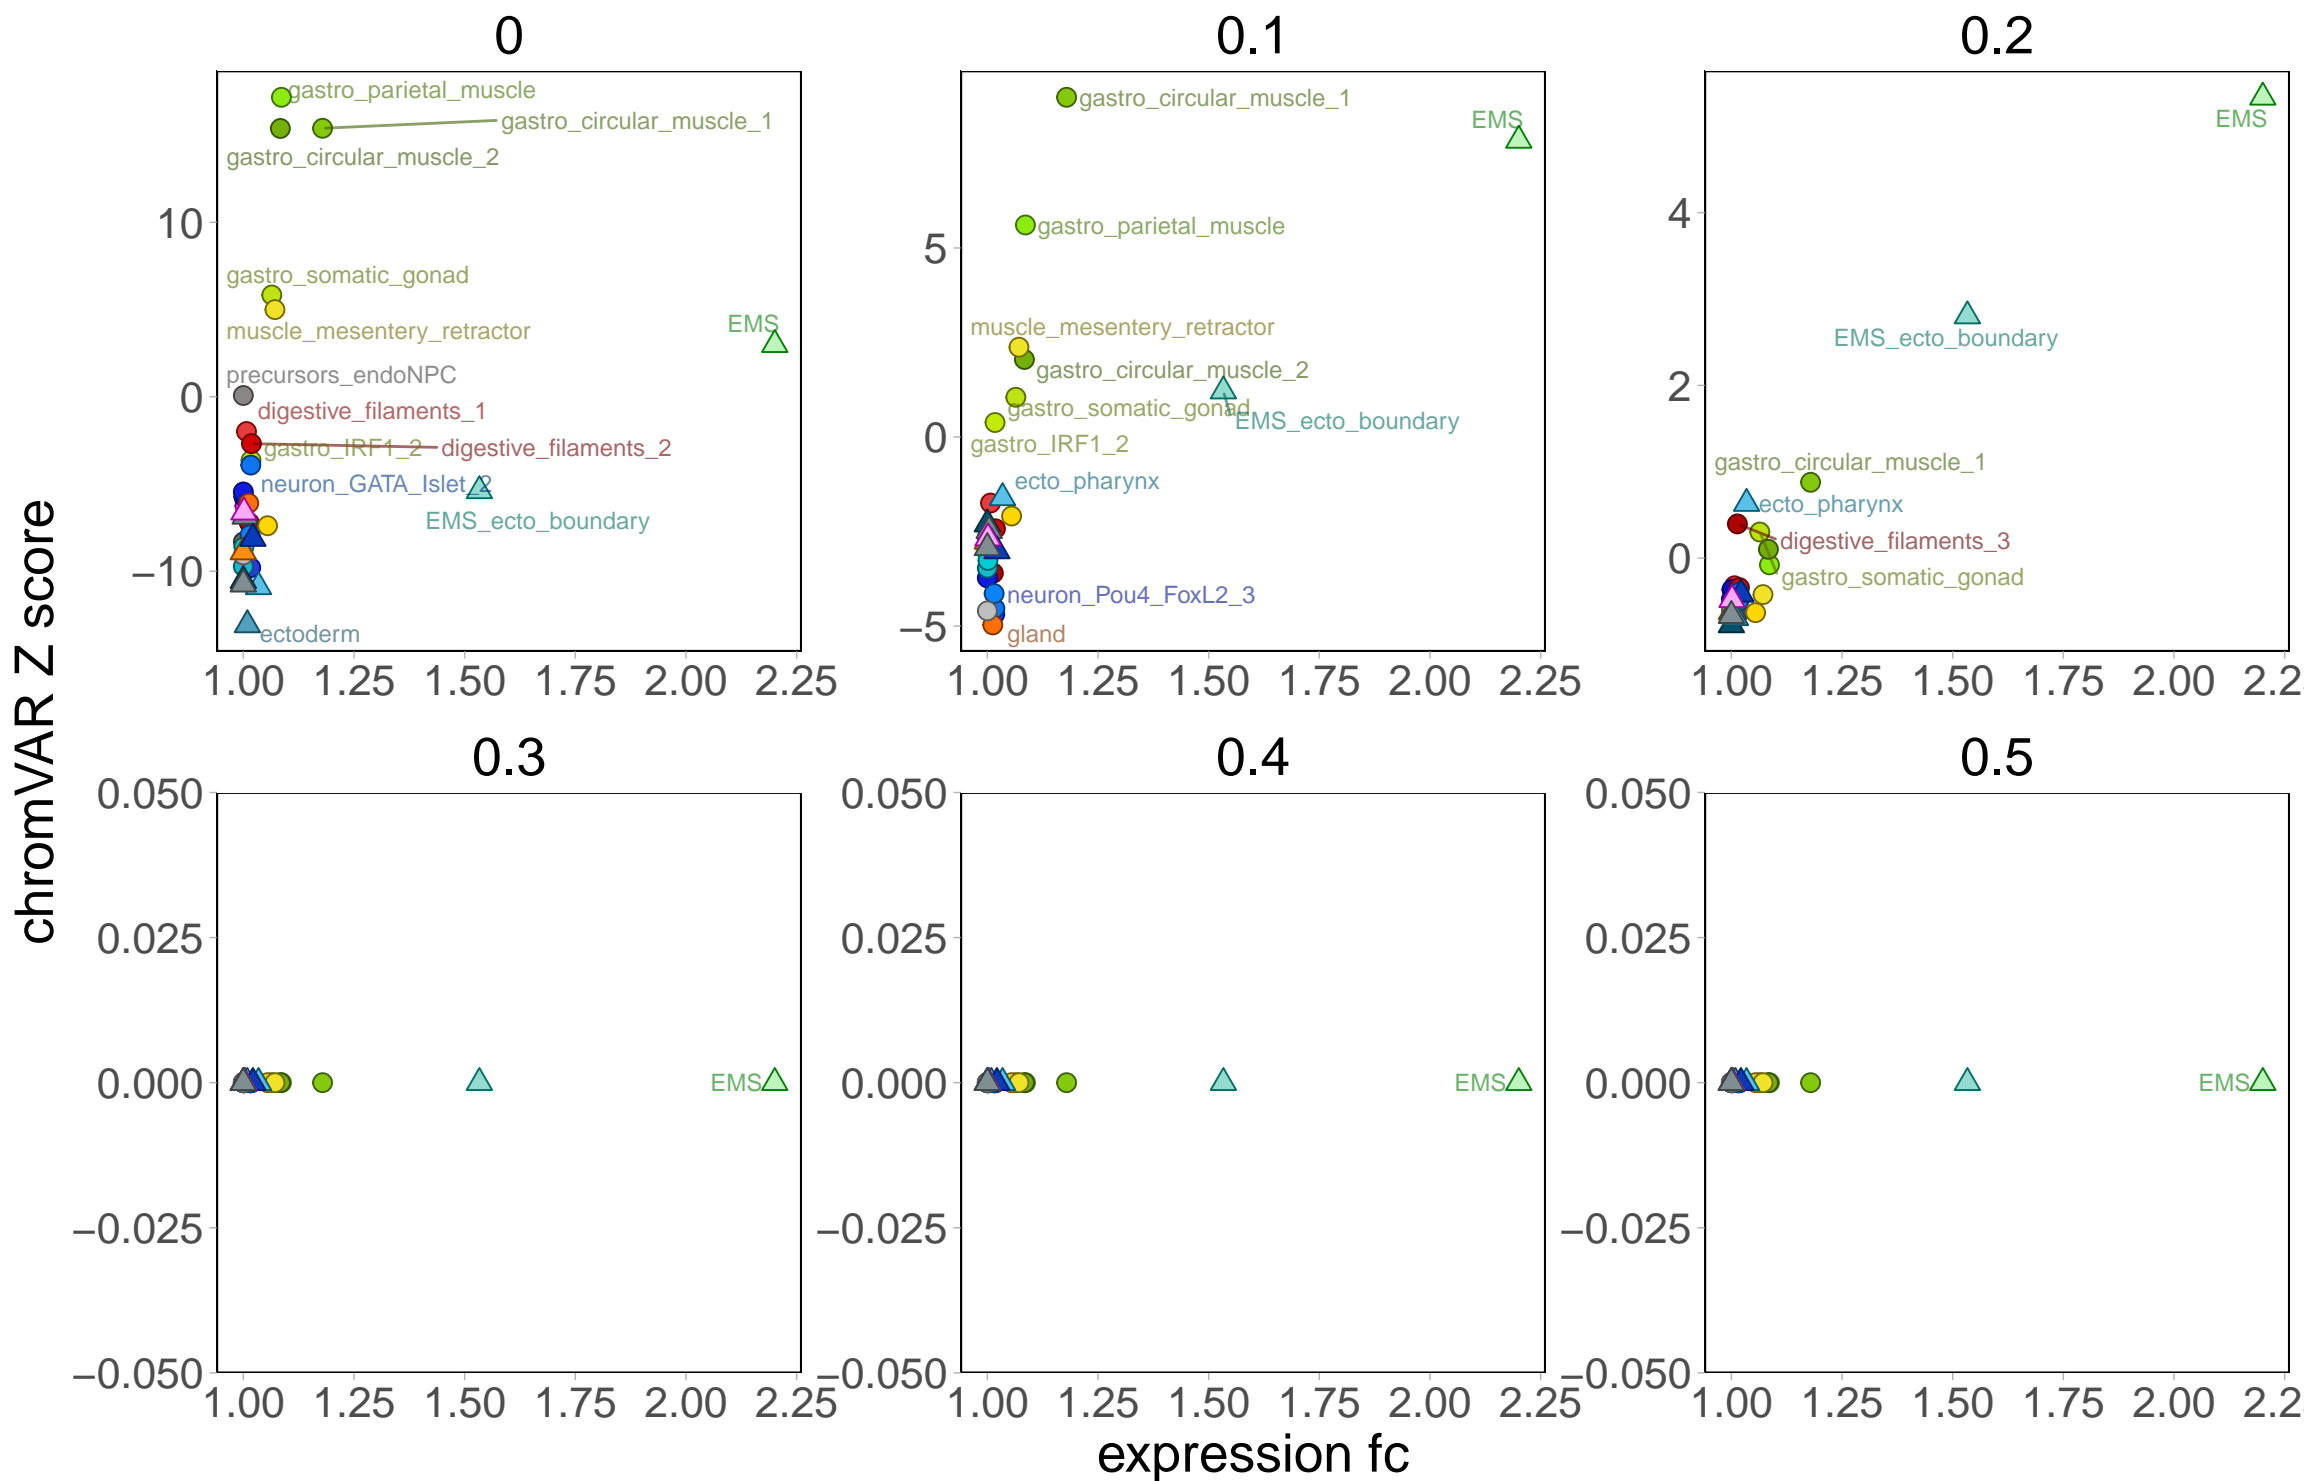 0
0.1
0.2
gastro_parietal_muscle
gastro_circular_muscle_1
gastro_circular_muscle_2
10
gastro_somatic_gonad
muscle_mesentery_retractor
EMS
precursors_endoNPC
0
digestive_filaments_1
gastro_IRF1_2
digestive_filaments_2
neuron_GATA_Islet_2
EMS_ecto_boundary
−10
ectoderm
1.00 1.25 1.50 1.75 2.00 2.25
gastro_circular_muscle_1
EMS
gastro_parietal_muscle
5
muscle_mesentery_retractor
gastro_circular_muscle_2
gastro_somatic_gonad
EMS_ecto_boundary
0
gastro_IRF1_2
ecto_pharynx
neuron_Pou4_FoxL2_3
−5
gland
1.00 1.25 1.50 1.75 2.00 2.25
EMS
4
EMS_ecto_boundary
2
gastro_circular_muscle_1
ecto_pharynx
digestive_filaments_3
0
gastro_somatic_gonad
1.00 1.25 1.50 1.75 2.00 2.2
chromVAR Z score
0.3
0.4
0.5
0.050
0.025
0.000
−0.025
−0.050
EMS
1.00 1.25 1.50 1.75 2.00 2.25
0.050
0.025
0.000
−0.025
−0.050
EMS
1.00 1.25 1.50 1.75 2.00 2.25
0.050
0.025
0.000
−0.025
−0.050
EMS
1.00 1.25 1.50 1.75 2.00 2.2
expression fc